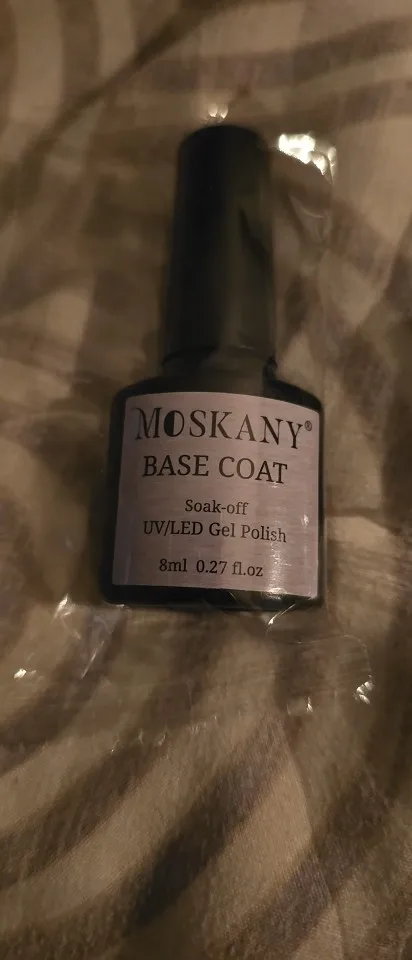 MOSKANY®
BASE COAT
Soak-off
UV/LED Gel Polish
8ml 0.27 fl.oz